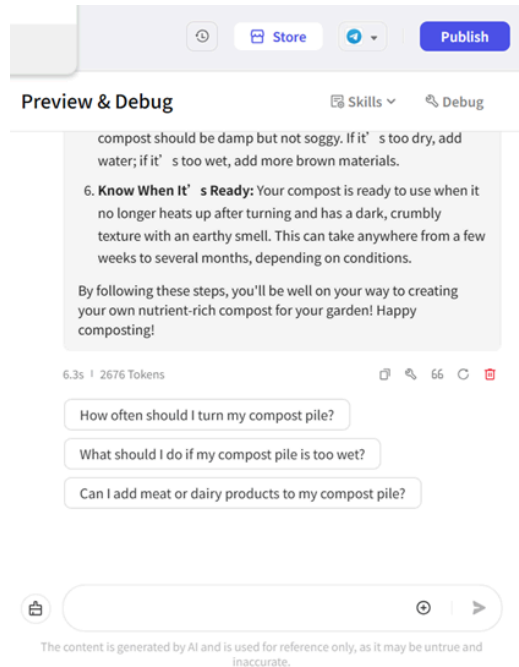 Store
Publish
Preview & Debug
Skills
Debug
compost should be damp but not soggy. If it’s too dry, add
water; if it’s too wet, add more brown materials.
6. Know When It’s Ready: Your compost is ready to use when it
no longer heats up after turning and has a dark, crumbly
texture with an earthy smell. This can take anywhere from a few
weeks to several months, depending on conditions.
By following these steps, you'll be well on your way to creating
your own nutrient-rich compost for your garden! Happy
composting!
6.3s | 2676 Tokens
How often should I turn my compost pile?
What should I do if my compost pile is too wet?
Can I add meat or dairy products to my compost pile?
The content is generated by AI and is used for reference only, as it may be untrue and
inaccurate.